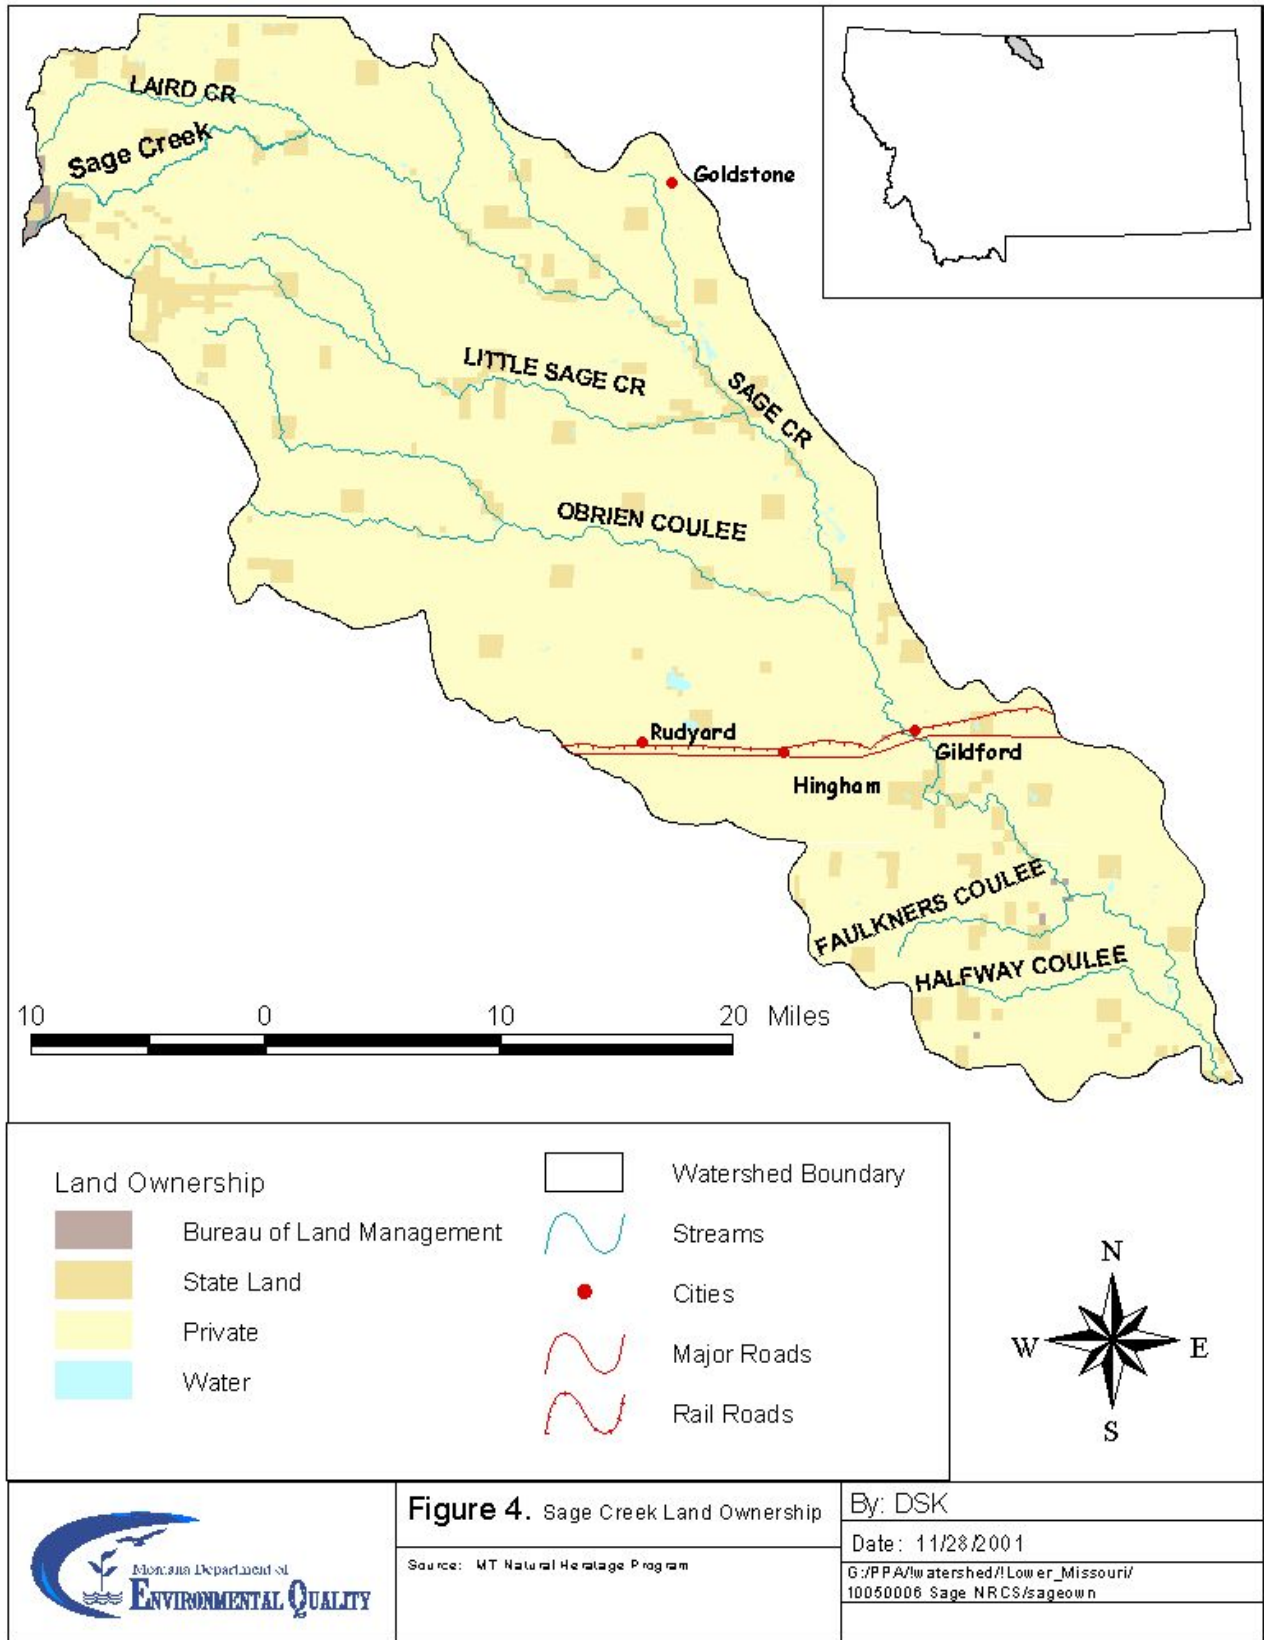 LAIRD CR
Sage Creek
Goldstone
LITTLE SAGE CR
SAGE CR
OBRIEN COULEE
Rudyard
Gildford
Hingham
FAULKNERS COULEE
HALFWAY COULEE
10 0 10 20 Miles
Land Ownership
Bureau of Land Management
State Land
Private
Water
Watershed Boundary
Streams
Cities
Major Roads
Rail Roads
N
W E
S
Montana Department of
ENVIRONMENTAL QUALITY
Figure 4. Sage Creek Land Ownership
Source: MT Natural Heratage Program
By: DSK
Date: 11/28/2001
G:/PPA/!watershed/!Lower_Missouri/
10050006 Sage NRCS/sageown